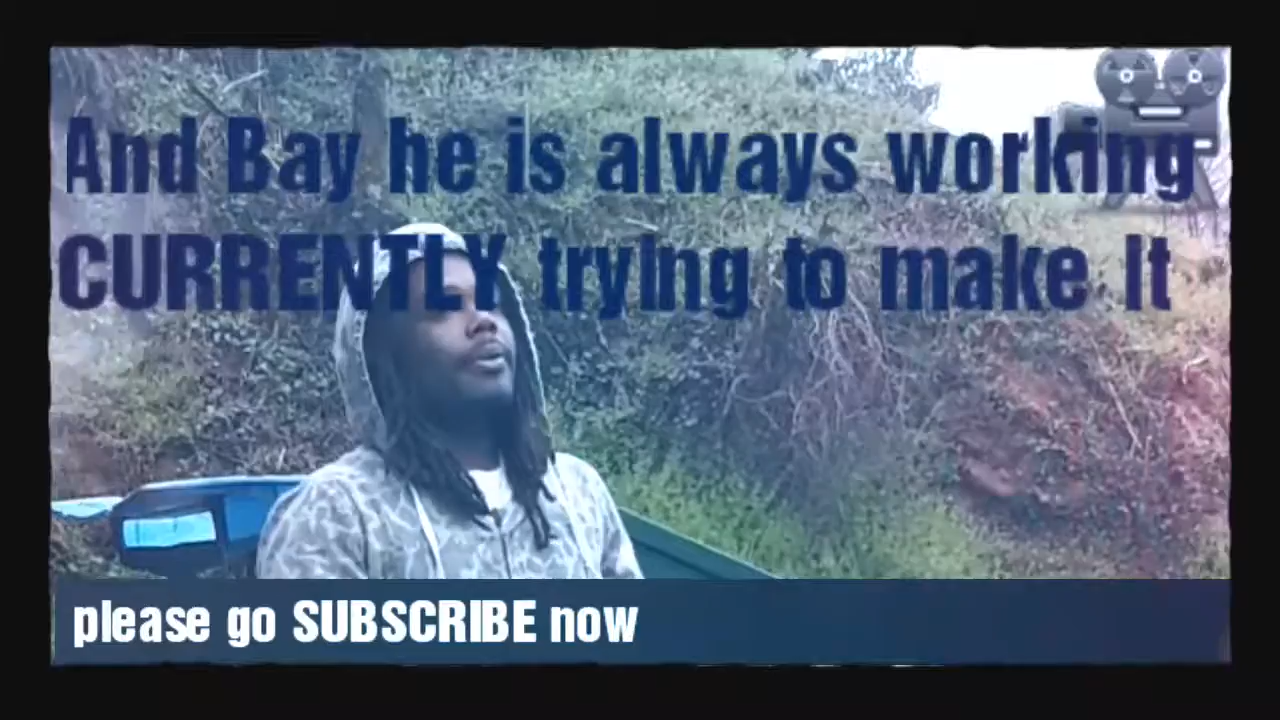 And Bay he is always working
CURRENTLY tryIng to make It
please go SUBSCRIBE now